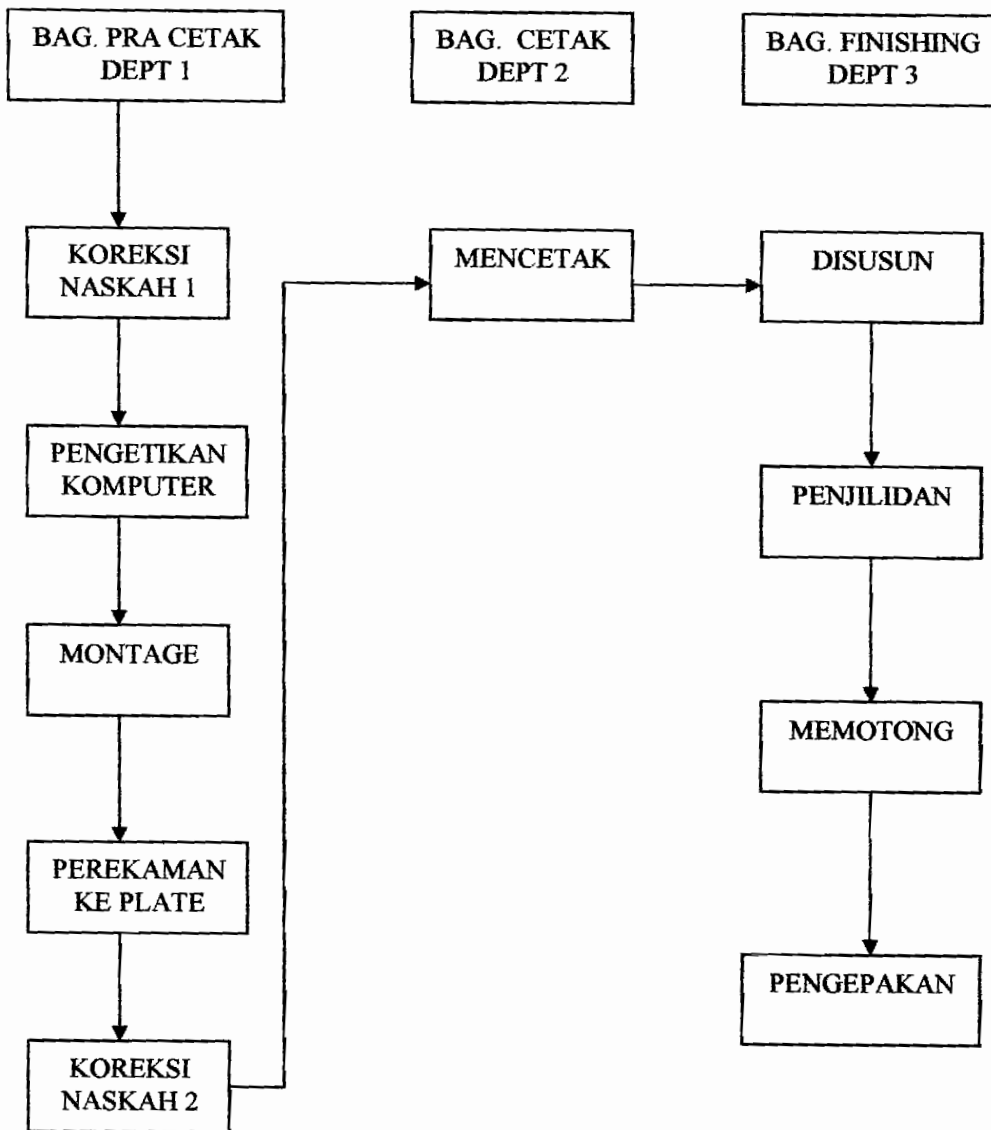 BAG. PRA CETAK
DEPT 1
BAG. CETAK
DEPT 2
BAG. FINISHING
DEPT 3
KOREKSI
NASKAH 1
PENGETIKAN
KOMPUTER
MONTAGE
PEREKAMAN
KE PLATE
KOREKSI
NASKAH 2
MENCETAK
DISUSUN
PENJILIDAN
MEMOTONG
PENGEPAKAN